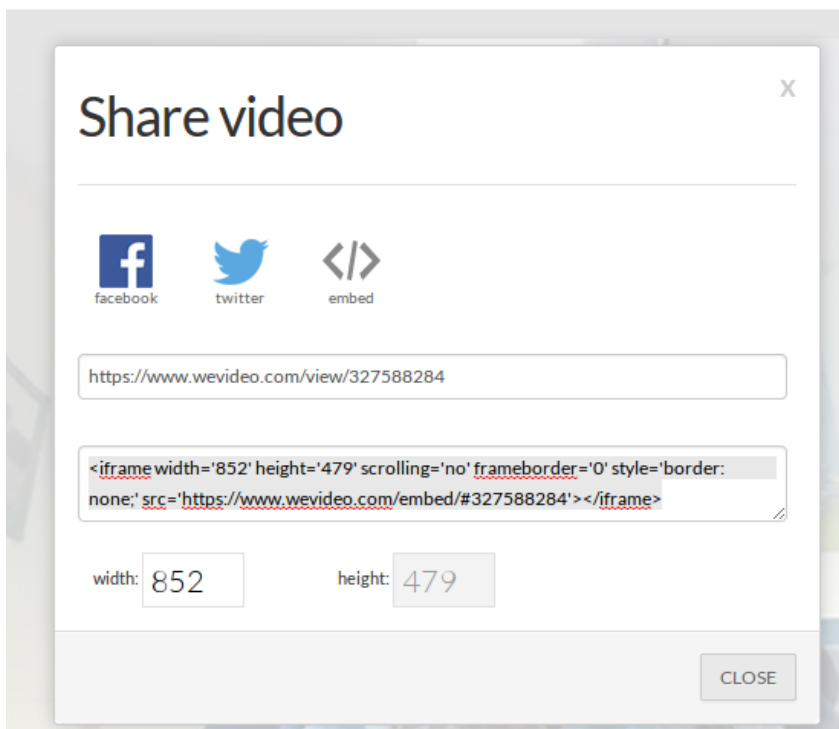 Share video
X
facebook twitter embed
https://www.wevideo.com/view/327588284
<iframe width='852' height='479' scrolling='no' frameborder='0' style='border:
none;' src='https://www.wevideo.com/embed/#327588284'></iframe>
width: 852 height: 479
CLOSE